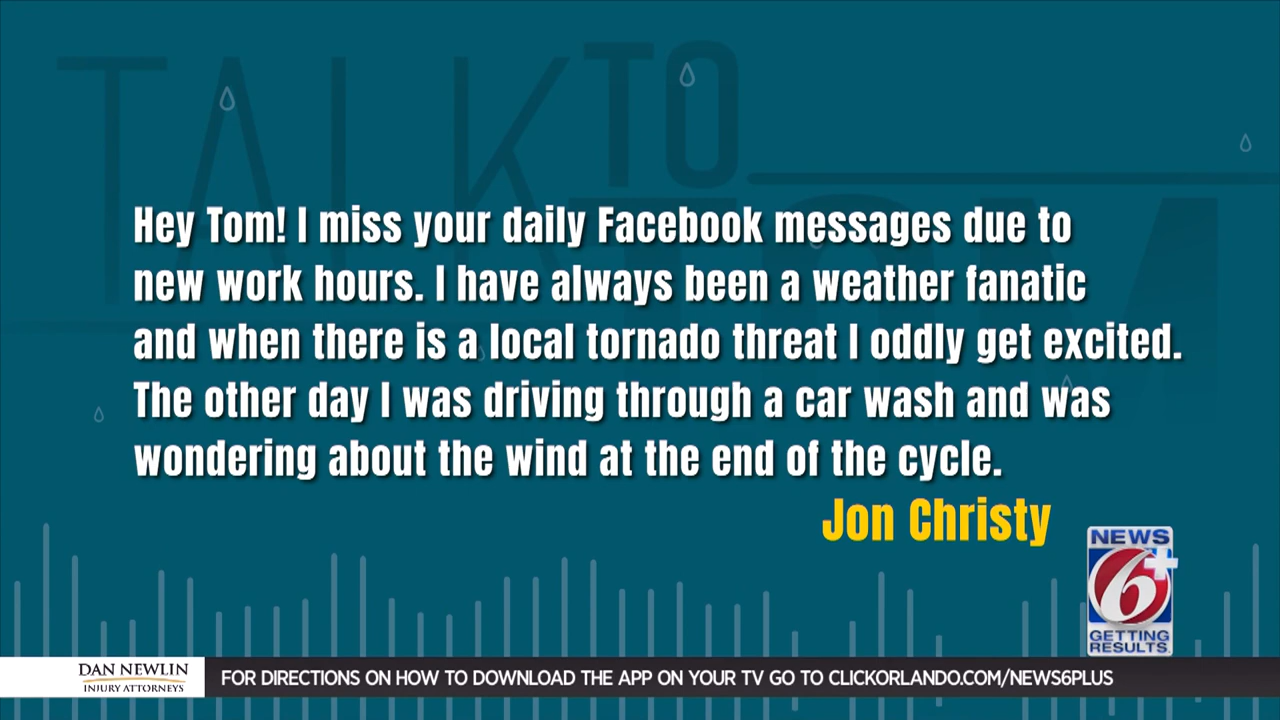 TALK TO
TOM
Hey Tom! I miss your daily Facebook messages due to
new work hours. I have always been a weather fanatic
and when there is a local tornado threat I oddly get excited.
The other day I was driving through a car wash and was
wondering about the wind at the end of the cycle.
Jon Christy
NEWS
6+
GETTING
RESULTS
DAN NEWLIN
INJURY ATTORNEYS
FOR DIRECTIONS ON HOW TO DOWNLOAD THE APP ON YOUR TV GO TO CLICKORLANDO.COM/NEWS6PLUS